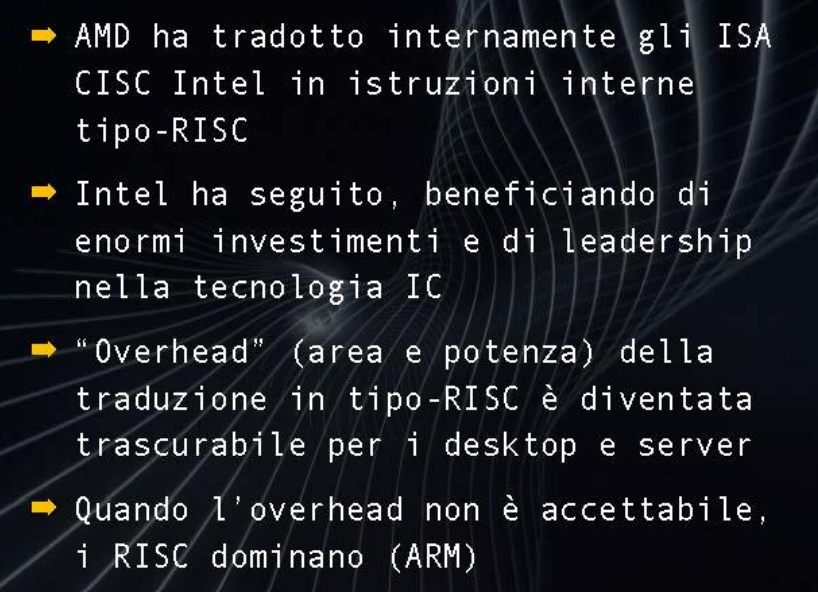 ➡ AMD ha tradotto internamente gli ISA
CISC Intel in istruzioni interne
tipo-RISC
➡ Intel ha seguito, beneficiando di
enormi investimenti e di leadership
nella tecnologia IC
➡ “Overhead” (area e potenza) della
traduzione in tipo-RISC è diventata
trascurabile per i desktop e server
➡ Quando l’overhead non è accettabile,
i RISC dominano (ARM)